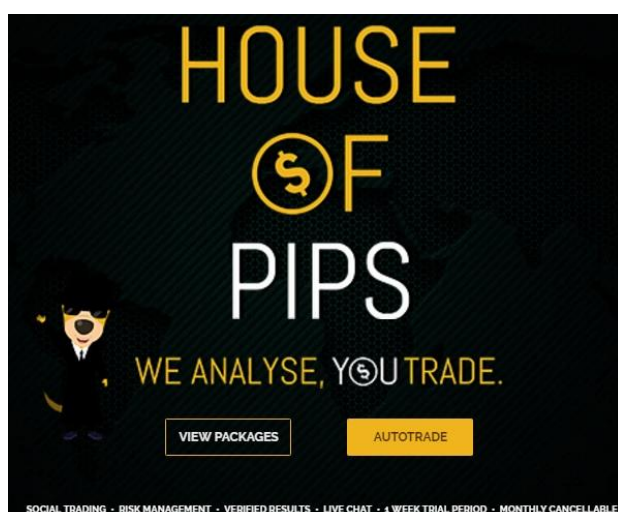 HOUSE
OF
PIPS
WE ANALYSE, YOU TRADE.
VIEW PACKAGES AUTOTRADE
SOCIAL TRADING • RISK MANAGEMENT • VERIFIED RESULTS • LIVE CHAT • 1 WEEK TRIAL PERIOD • MONTHLY CANCELLABLE